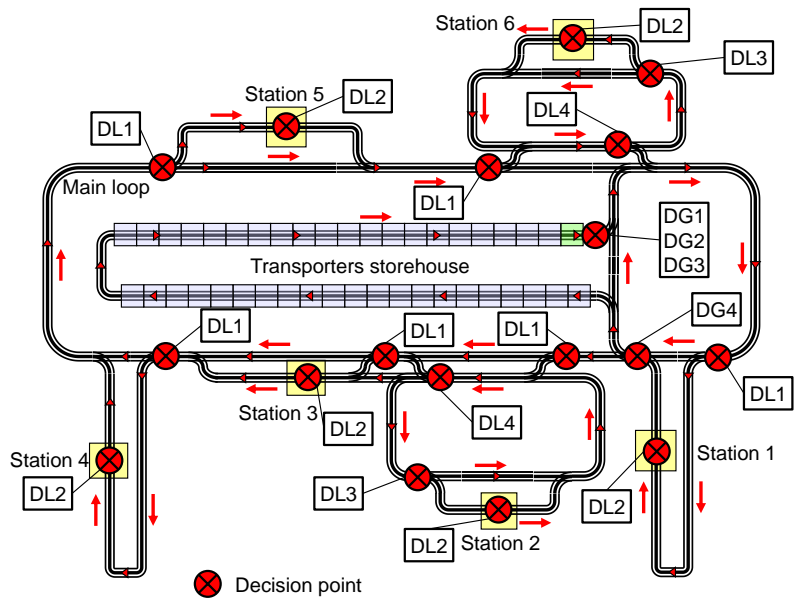 Station 6
DL2
DL3
Station 5
DL2
DL4
DL1
Main loop
DL1
DG1
DG2
DG3
Transporters storehouse
DL1
DL1
DL1
DG4
DL1
Station 3
DL2
DL4
Station 4
DL2
Station 1
DL3
DL2
DL2
Station 2
Decision point